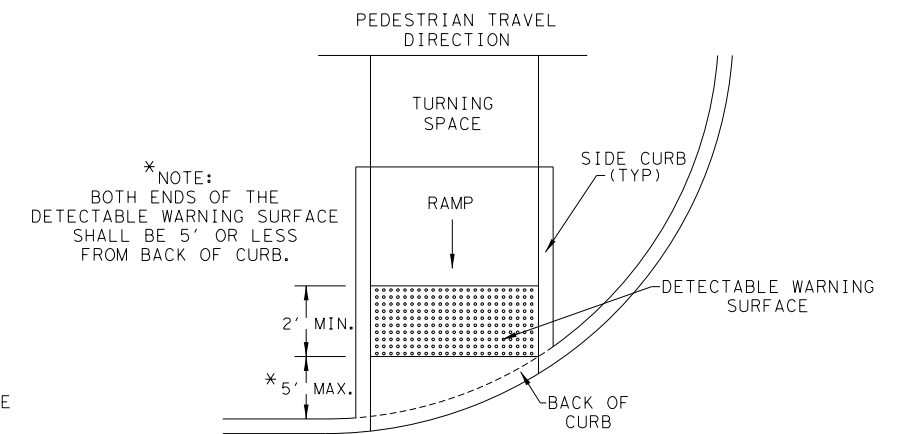 PEDESTRIAN TRAVEL
DIRECTION
TURNING
SPACE
SIDE CURB
(TYP)
*NOTE:
BOTH ENDS OF THE
DETECTABLE WARNING SURFACE
SHALL BE 5' OR LESS
FROM BACK OF CURB.
RAMP
DETECTABLE WARNING
SURFACE
2' MIN.
*5' MAX.
BACK OF
CURB
E